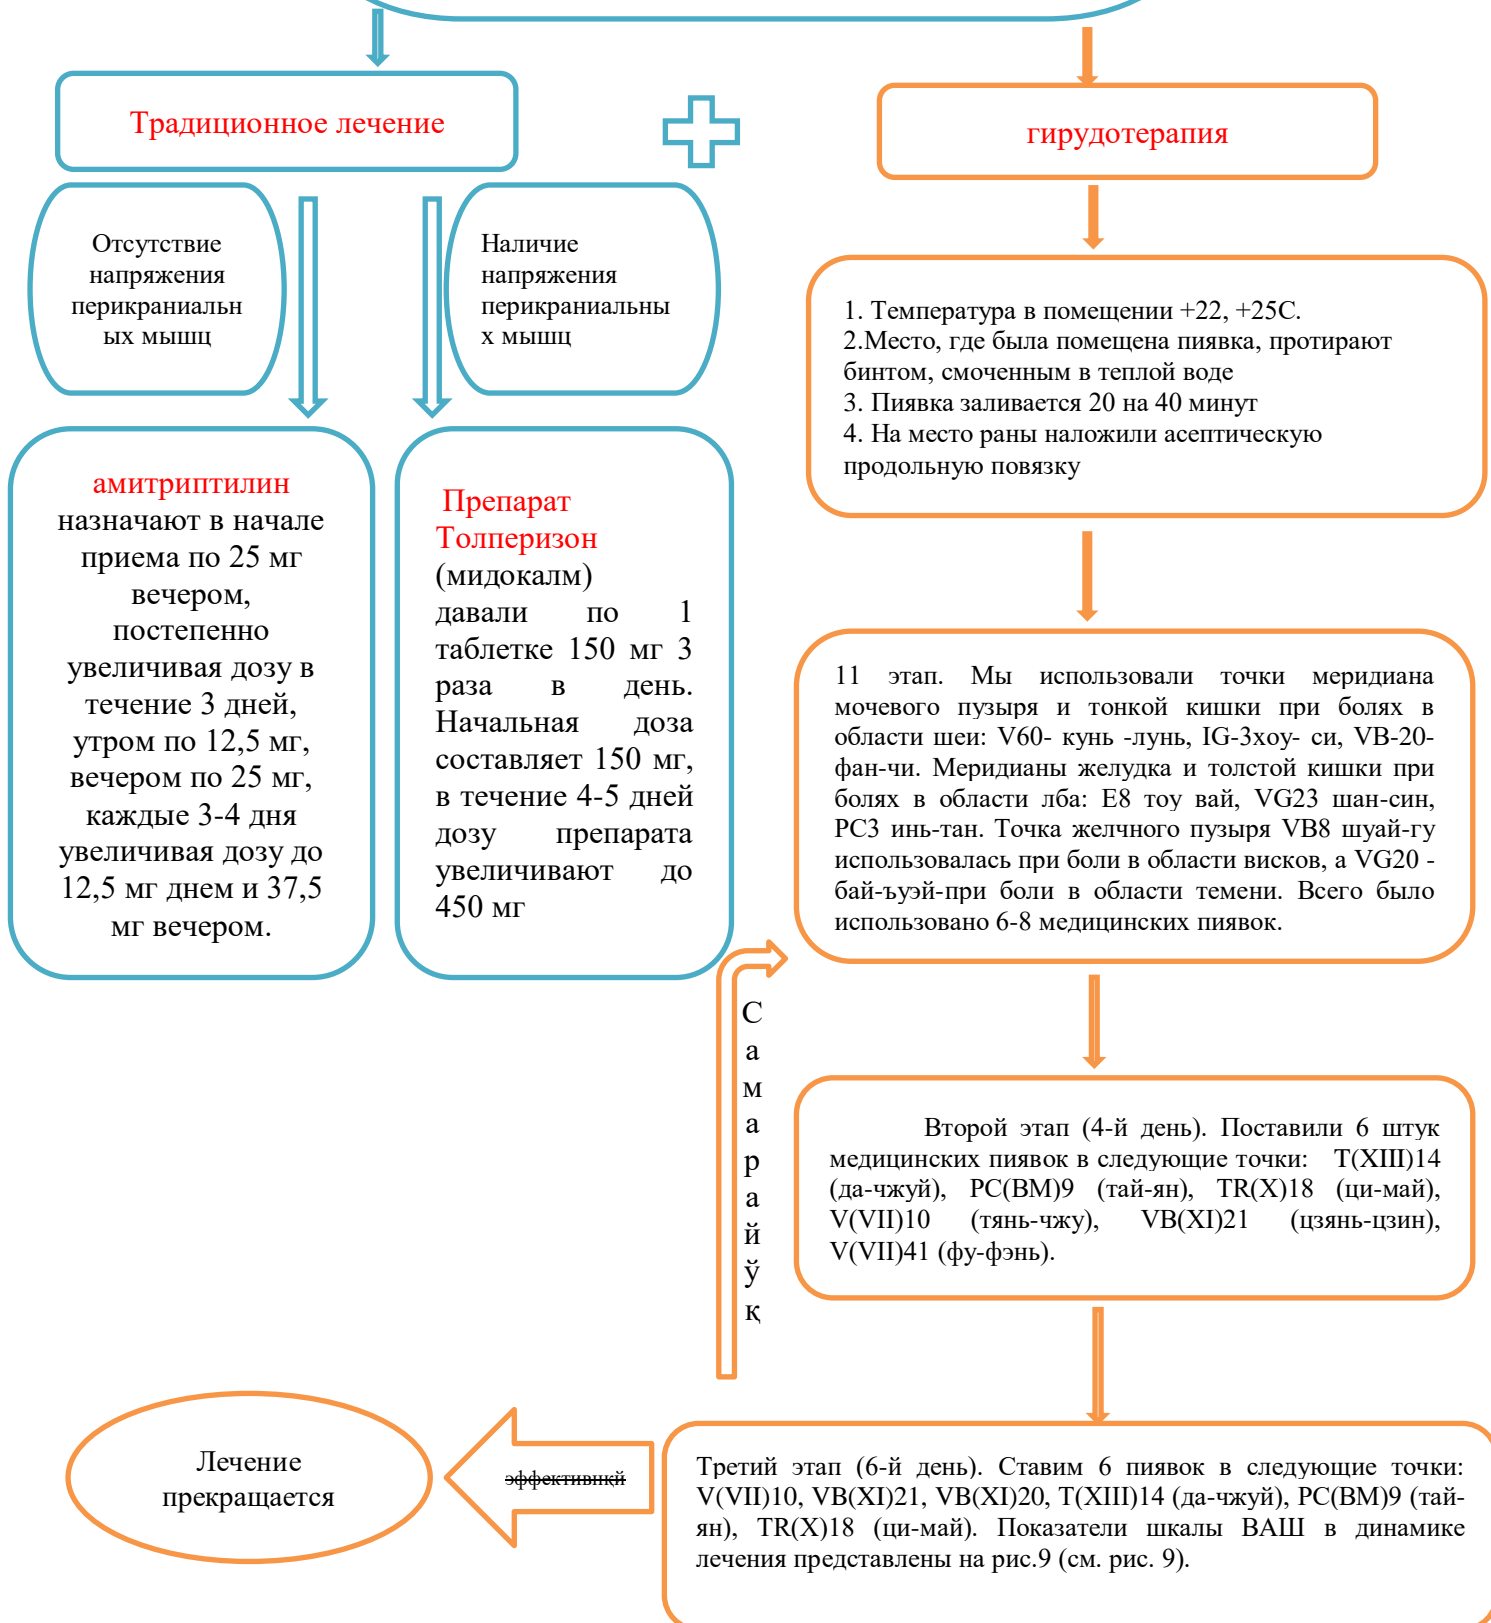 Традиционное лечение
гирудотерапия
Отсутствие
напряжения
перикраниальн
ых мышц
Наличие
напряжения
перикраниальны
х мышц
1. Температура в помещении +22, +25С.
2.Место, где была помещена пиявка, протирают
бинтом, смоченным в теплой воде
3. Пиявка заливается 20 на 40 минут
4. На место раны наложили асептическую
продольную повязку
амитриптилин
назначают в начале
приема по 25 мг
вечером,
постепенно
увеличивая дозу в
течение 3 дней,
утром по 12,5 мг,
вечером по 25 мг,
каждые 3-4 дня
увеличивая дозу до
12,5 мг днем и 37,5
мг вечером.
Препарат
Толперизон
(мидокалм)
давали по 1
таблетке 150 мг 3
раза в день.
Начальная доза
составляет 150 мг,
в течение 4-5 дней
дозу препарата
увеличивают до
450 мг
11 этап. Мы использовали точки меридиана
мочевого пузыря и тонкой кишки при болях в
области шеи: V60- кунь -лунь, IG-3хоу- си, VB-20-
фан-чи. Меридианы желудка и толстой кишки при
болях в области лба: E8 тоу вай, VG23 шан-син,
PC3 инь-тан. Точка желчного пузыря VB8 шуай-гу
использовалась при боли в области висков, а VG20 -
бай-ъуэй-при боли в области темени. Всего было
использовано 6-8 медицинских пиявок.
С
а
м
а
р
а
й
ў
қ
Второй этап (4-й день). Поставили 6 штук
медицинских пиявок в следующие точки: T(XIII)14
(да-чжуй), PC(BM)9 (тай-ян), TR(X)18 (ци-май),
V(VII)10 (тянь-чжу), VB(XI)21 (цзянь-цзин),
V(VII)41 (фу-фэнь).
Лечение
прекращается
эффективнқй
Третий этап (6-й день). Ставим 6 пиявок в следующие точки:
V(VII)10, VB(XI)21, VB(XI)20, T(XIII)14 (да-чжуй), PC(BM)9 (тай-
ян), TR(X)18 (ци-май). Показатели шкалы ВАШ в динамике
лечения представлены на рис.9 (см. рис. 9).